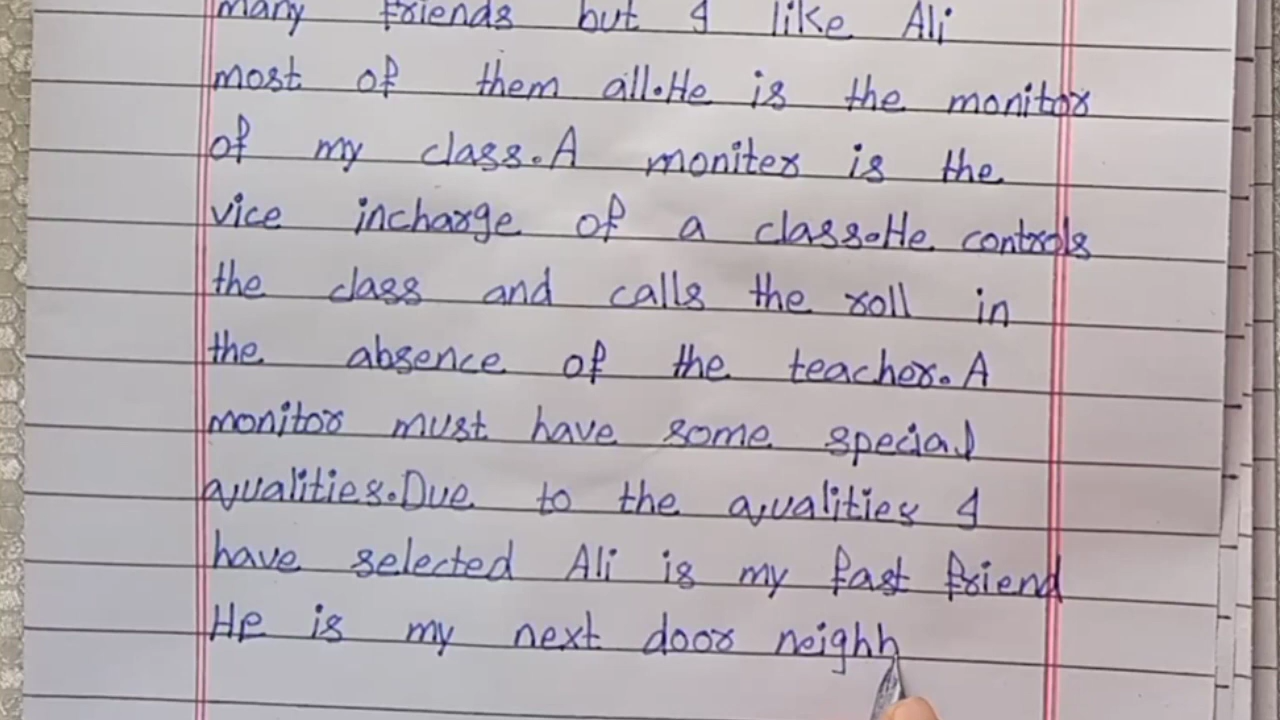 many friends but I like Ali
most of them all.He is the monitor
of my class.A moniter is the
vice incharge of a class.He controls
the class and calls the roll in
the absence of the teacher.A
monitor must have some special
qualities.Due to the qualities I
have selected Ali is my fast friend
He is my next door neighh